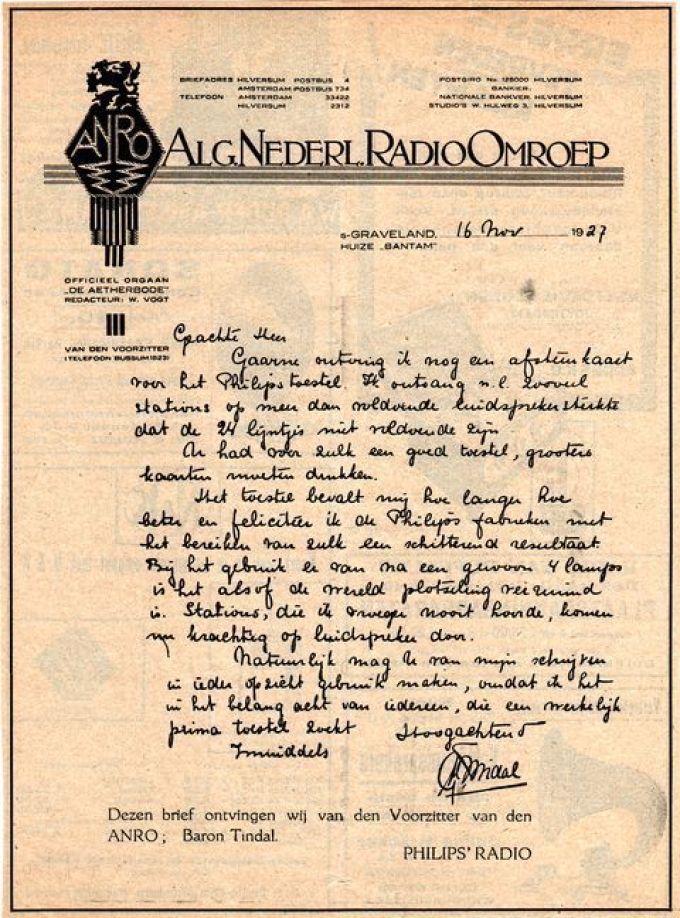 BRIEFADRES HILVERSUM POSTBUS 4
AMSTERDAM POSTBUS 734
TELEFOON AMSTERDAM 33422
HILVERSUM 2312
POSTGIRO No. 125000 HILVERSUM
BANKIER:
NATIONALE BANKVER. HILVERSUM
STUDIO'S W. HULWEG 3, HILVERSUM
ANRO
ALG. NEDERL. RADIO OMROEP
s-GRAVELAND, 16 Nov 1927
HUIZE „BANTAM"
OFFICIEEL ORGAAN
„DE AETHERBODE"
REDACTEUR: W. VOGT
VAN DEN VOORZITTER
(TELEFOON BUSSUM 1823)
Geachte Heer
Gaarne ontving ik nog een afstemkaart
voor het Philips toestel. Ik ontvang n.l. zooveel
stations op meer dan voldoende luidsprekersterkte
dat de 24 lijntjes niet voldoende zijn.
U had voor zulk een goed toestel, grootere
kaarten moeten drukken.
Het toestel bevalt mij hoe langer hoe
beter en feliciteer ik de Philips fabrieken met
het bereiken van zulk een schitterend resultaat.
Bij het gebruik er van na een gewoon 4 lamps
is het alsof de wereld plotseling verruimd
is. Stations, die ik vroeger nooit hoorde, komen
nu krachtig op luidspreker door.
Natuurlijk mag U van mijn schrijven
in ieder opzicht gebruik maken, omdat ik het
in het belang acht van iedereen, die een werkelijk
prima toestel zoekt Hoogachtend
Inmiddels
Tindal
Dezen brief ontvingen wij van den Voorzitter van den
ANRO; Baron Tindal.
PHILIPS' RADIO